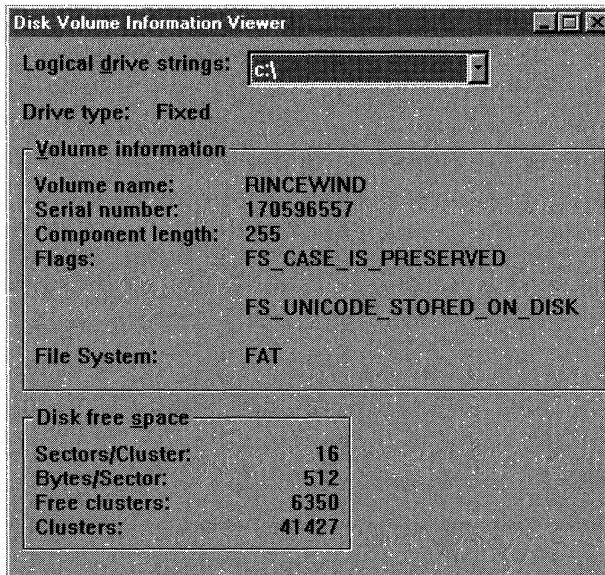 Disk Volume Information Viewer
Logical drive strings: c:\
Drive type: Fixed
Volume information
Volume name: RINCEWIND
Serial number: 170596557
Component length: 255
Flags: FS_CASE_IS_PRESERVED
FS_UNICODE_STORED_ON_DISK
File System: FAT
Disk free space
Sectors/Cluster: 16
Bytes/Sector: 512
Free clusters: 6350
Clusters: 41427